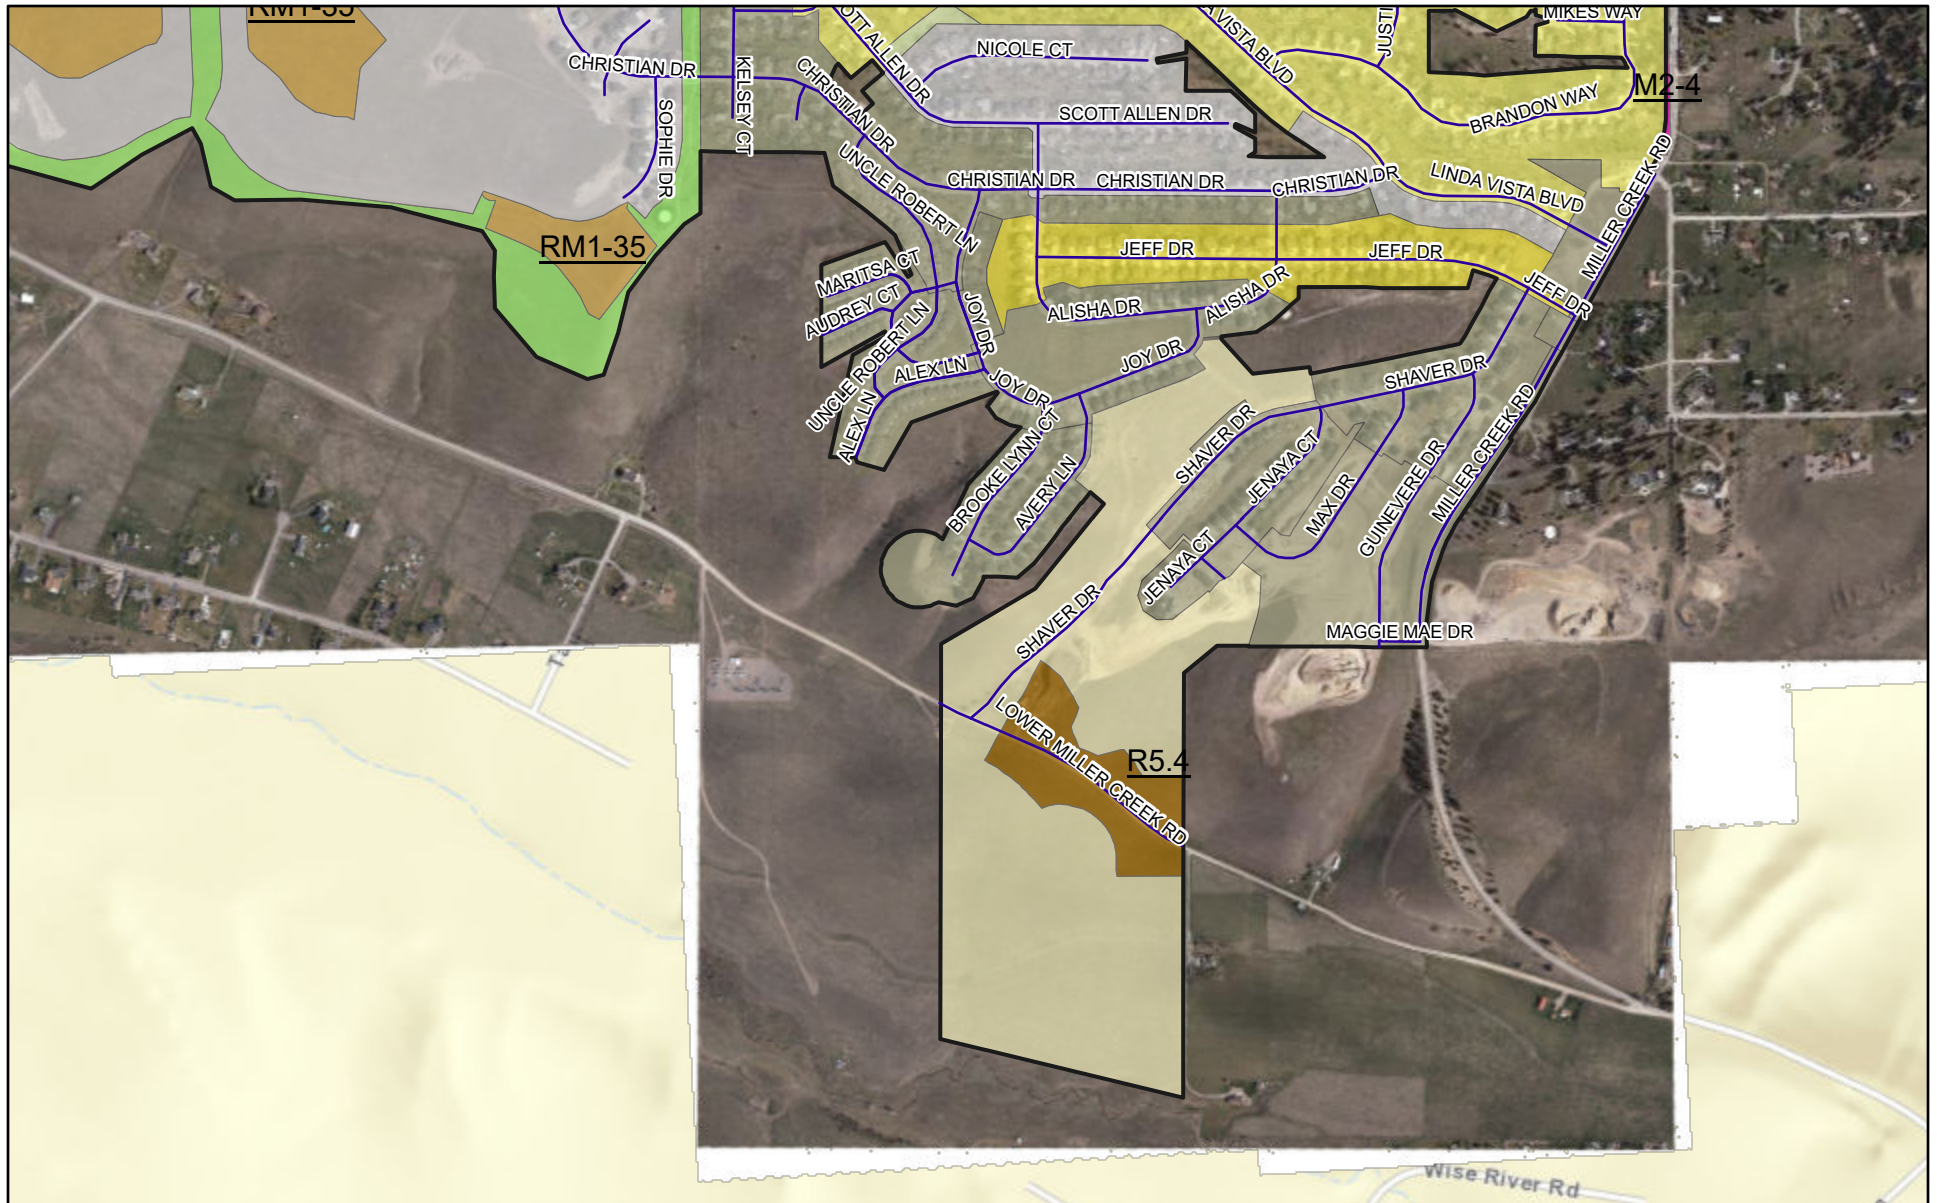 RM1-35
MIKES WAY
SCOTT ALLEN DR
VISTA BLVD
JUSTI
NICOLE CT
CHRISTIAN DR
KELSEY CT
CHRISTIAN DR
M2-4
BRANDON WAY
SCOTT ALLEN DR
SOPHIE DR
UNCLE ROBERT LN
CHRISTIAN DR
CHRISTIAN DR
CHRISTIAN DR
LINDA VISTA BLVD
MILLER CREEK RD
RM1-35
JEFF DR
JEFF DR
MARITSA CT
AUDREY CT
JOY DR
ALISHA DR
ALISHA DR
JEFF DR
UNCLE ROBERT LN
ALEX LN
JOY DR
JOY DR
SHAVER DR
ALEX LN
BROOKE LYNN CT
AVERY LN
SHAVER DR
JENAYA CT
MAX DR
GUINEVERE DR
MILLER CREEK RD
JENAYA CT
SHAVER DR
MAGGIE MAE DR
LOWER MILLER CREEK RD
R5.4
Wise River Rd